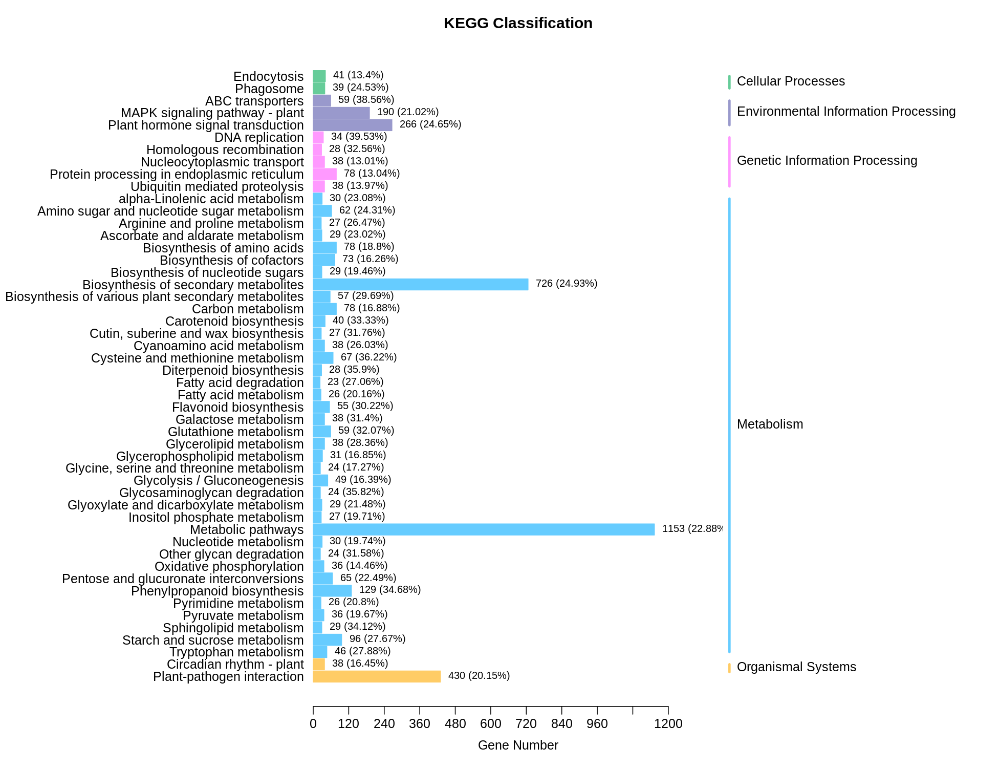 KEGG Classification
Endocytosis 41 (13.4%)
Phagosome 39 (24.53%)
ABC transporters 59 (38.56%)
MAPK signaling pathway - plant 190 (21.02%)
Plant hormone signal transduction 266 (24.65%)
DNA replication 34 (39.53%)
Homologous recombination 28 (32.56%)
Nucleocytoplasmic transport 38 (13.01%)
Protein processing in endoplasmic reticulum 78 (13.04%)
Ubiquitin mediated proteolysis 38 (13.97%)
alpha-Linolenic acid metabolism 30 (23.08%)
Amino sugar and nucleotide sugar metabolism 62 (24.31%)
Arginine and proline metabolism 27 (26.47%)
Ascorbate and aldarate metabolism 29 (23.02%)
Biosynthesis of amino acids 78 (18.8%)
Biosynthesis of cofactors 73 (16.26%)
Biosynthesis of nucleotide sugars 29 (19.46%)
Biosynthesis of secondary metabolites 726 (24.93%)
Biosynthesis of various plant secondary metabolites 57 (29.69%)
Carbon metabolism 78 (16.88%)
Carotenoid biosynthesis 40 (33.33%)
Cutin, suberine and wax biosynthesis 27 (31.76%)
Cyanoamino acid metabolism 38 (26.03%)
Cysteine and methionine metabolism 67 (36.22%)
Diterpenoid biosynthesis 28 (35.9%)
Fatty acid degradation 23 (27.06%)
Fatty acid metabolism 26 (20.16%)
Flavonoid biosynthesis 55 (30.22%)
Galactose metabolism 38 (31.4%)
Glutathione metabolism 59 (32.07%)
Glycerolipid metabolism 38 (28.36%)
Glycerophospholipid metabolism 31 (16.85%)
Glycine, serine and threonine metabolism 24 (17.27%)
Glycolysis / Gluconeogenesis 49 (16.39%)
Glycosaminoglycan degradation 24 (35.82%)
Glyoxylate and dicarboxylate metabolism 29 (21.48%)
Inositol phosphate metabolism 27 (19.71%)
Metabolic pathways 1153 (22.88%
Nucleotide metabolism 30 (19.74%)
Other glycan degradation 24 (31.58%)
Oxidative phosphorylation 36 (14.46%)
Pentose and glucuronate interconversions 65 (22.49%)
Phenylpropanoid biosynthesis 129 (34.68%)
Pyrimidine metabolism 26 (20.8%)
Pyruvate metabolism 36 (19.67%)
Sphingolipid metabolism 29 (34.12%)
Starch and sucrose metabolism 96 (27.67%)
Tryptophan metabolism 46 (27.88%)
Circadian rhythm - plant 38 (16.45%)
Plant-pathogen interaction 430 (20.15%)
0 120 240 360 480 600 720 840 960 1200
Gene Number
Cellular Processes
Environmental Information Processing
Genetic Information Processing
Metabolism
Organismal Systems